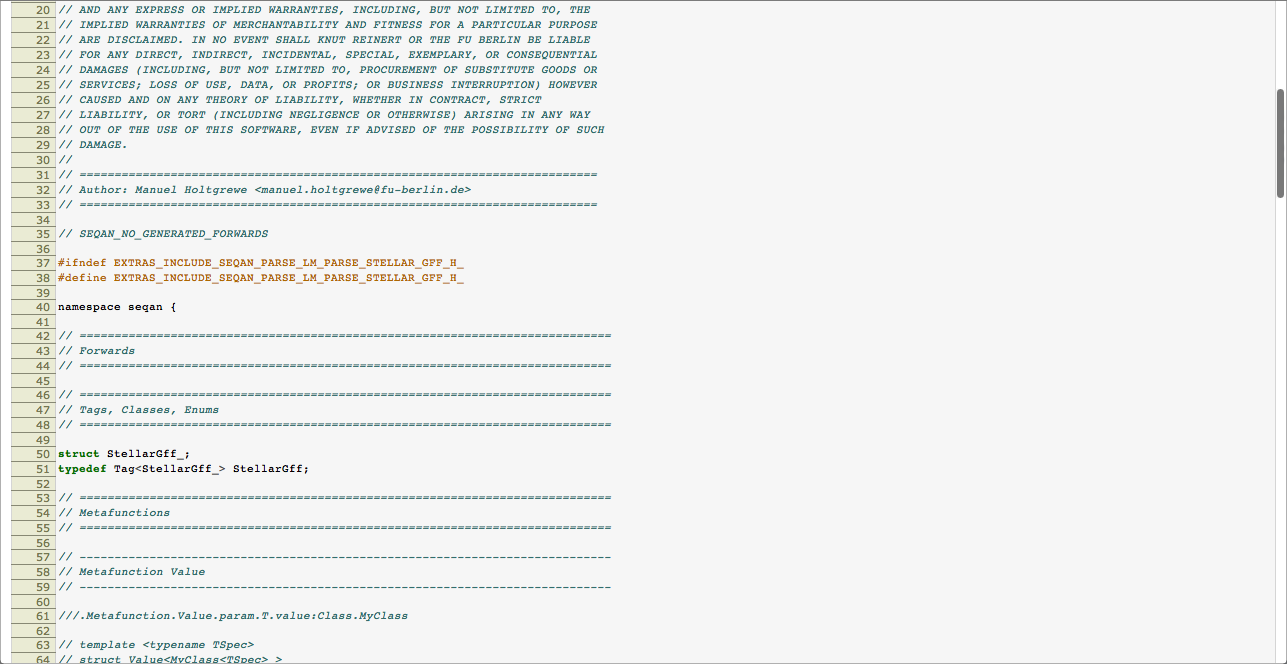 20 // AND ANY EXPRESS OR IMPLIED WARRANTIES, INCLUDING, BUT NOT LIMITED TO, THE
21 // IMPLIED WARRANTIES OF MERCHANTABILITY AND FITNESS FOR A PARTICULAR PURPOSE
22 // ARE DISCLAIMED. IN NO EVENT SHALL KNUT REINERT OR THE FU BERLIN BE LIABLE
23 // FOR ANY DIRECT, INDIRECT, INCIDENTAL, SPECIAL, EXEMPLARY, OR CONSEQUENTIAL
24 // DAMAGES (INCLUDING, BUT NOT LIMITED TO, PROCUREMENT OF SUBSTITUTE GOODS OR
25 // SERVICES; LOSS OF USE, DATA, OR PROFITS; OR BUSINESS INTERRUPTION) HOWEVER
26 // CAUSED AND ON ANY THEORY OF LIABILITY, WHETHER IN CONTRACT, STRICT
27 // LIABILITY, OR TORT (INCLUDING NEGLIGENCE OR OTHERWISE) ARISING IN ANY WAY
28 // OUT OF THE USE OF THIS SOFTWARE, EVEN IF ADVISED OF THE POSSIBILITY OF SUCH
29 // DAMAGE.
30 //
31 // ==========================================================================
32 // Author: Manuel Holtgrewe <manuel.holtgrewe@fu-berlin.de>
33 // ==========================================================================
34
35 // SEQAN_NO_GENERATED_FORWARDS
36
37 #ifndef EXTRAS_INCLUDE_SEQAN_PARSE_LM_PARSE_STELLAR_GFF_H_
38 #define EXTRAS_INCLUDE_SEQAN_PARSE_LM_PARSE_STELLAR_GFF_H_
39
40 namespace seqan {
41
42 // ============================================================================
43 // Forwards
44 // ============================================================================
45
46 // ============================================================================
47 // Tags, Classes, Enums
48 // ============================================================================
49
50 struct StellarGff_;
51 typedef Tag<StellarGff_> StellarGff;
52
53 // ============================================================================
54 // Metafunctions
55 // ============================================================================
56
57 // ----------------------------------------------------------------------------
58 // Metafunction Value
59 // ----------------------------------------------------------------------------
60
61 ///.Metafunction.Value.param.T.value:Class.MyClass
62
63 // template <typename TSpec>
64 // struct Value<MyClass<TSpec> >